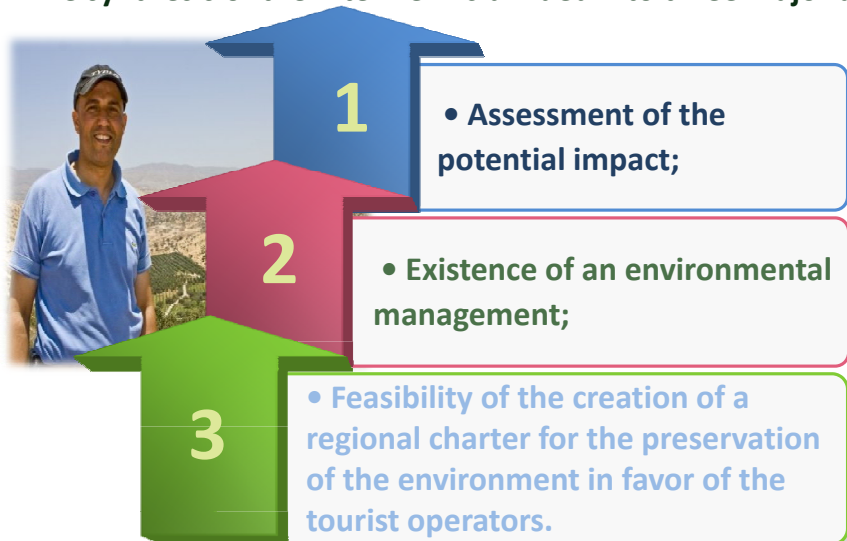 1
• Assessment of the
potential impact;
2
• Existence of an environmental
management;
3
• Feasibility of the creation of a
regional charter for the preservation
of the environment in favor of the
tourist operators.